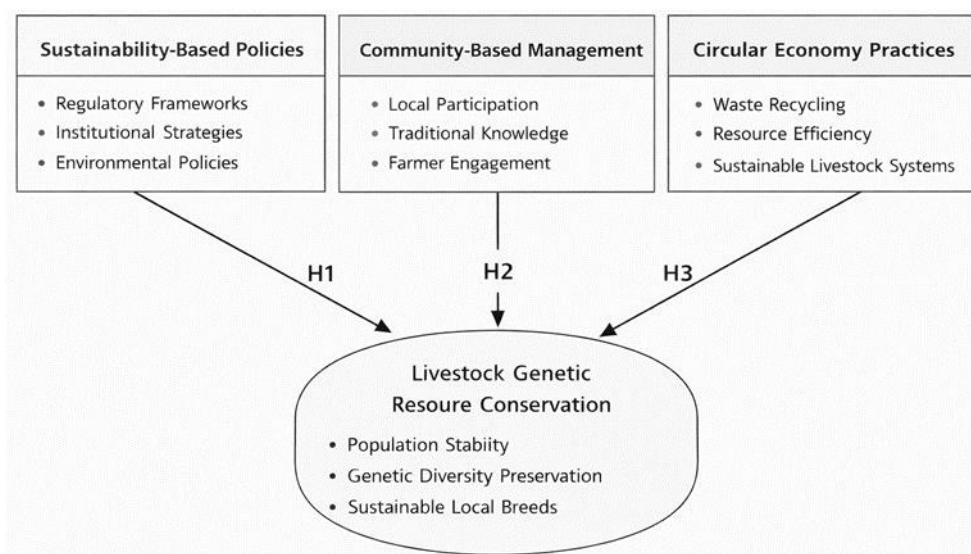 Sustainability-Based Policies
• Regulatory Frameworks
• Institutional Strategies
• Environmental Policies
Community-Based Management
• Local Participation
• Traditional Knowledge
• Farmer Engagement
Circular Economy Practices
• Waste Recycling
• Resource Efficiency
• Sustainable Livestock Systems
H1
H2
H3
Livestock Genetic
Resoure Conservation
• Population Stabiity
• Genetic Diversity Preservation
• Sustainable Local Breeds